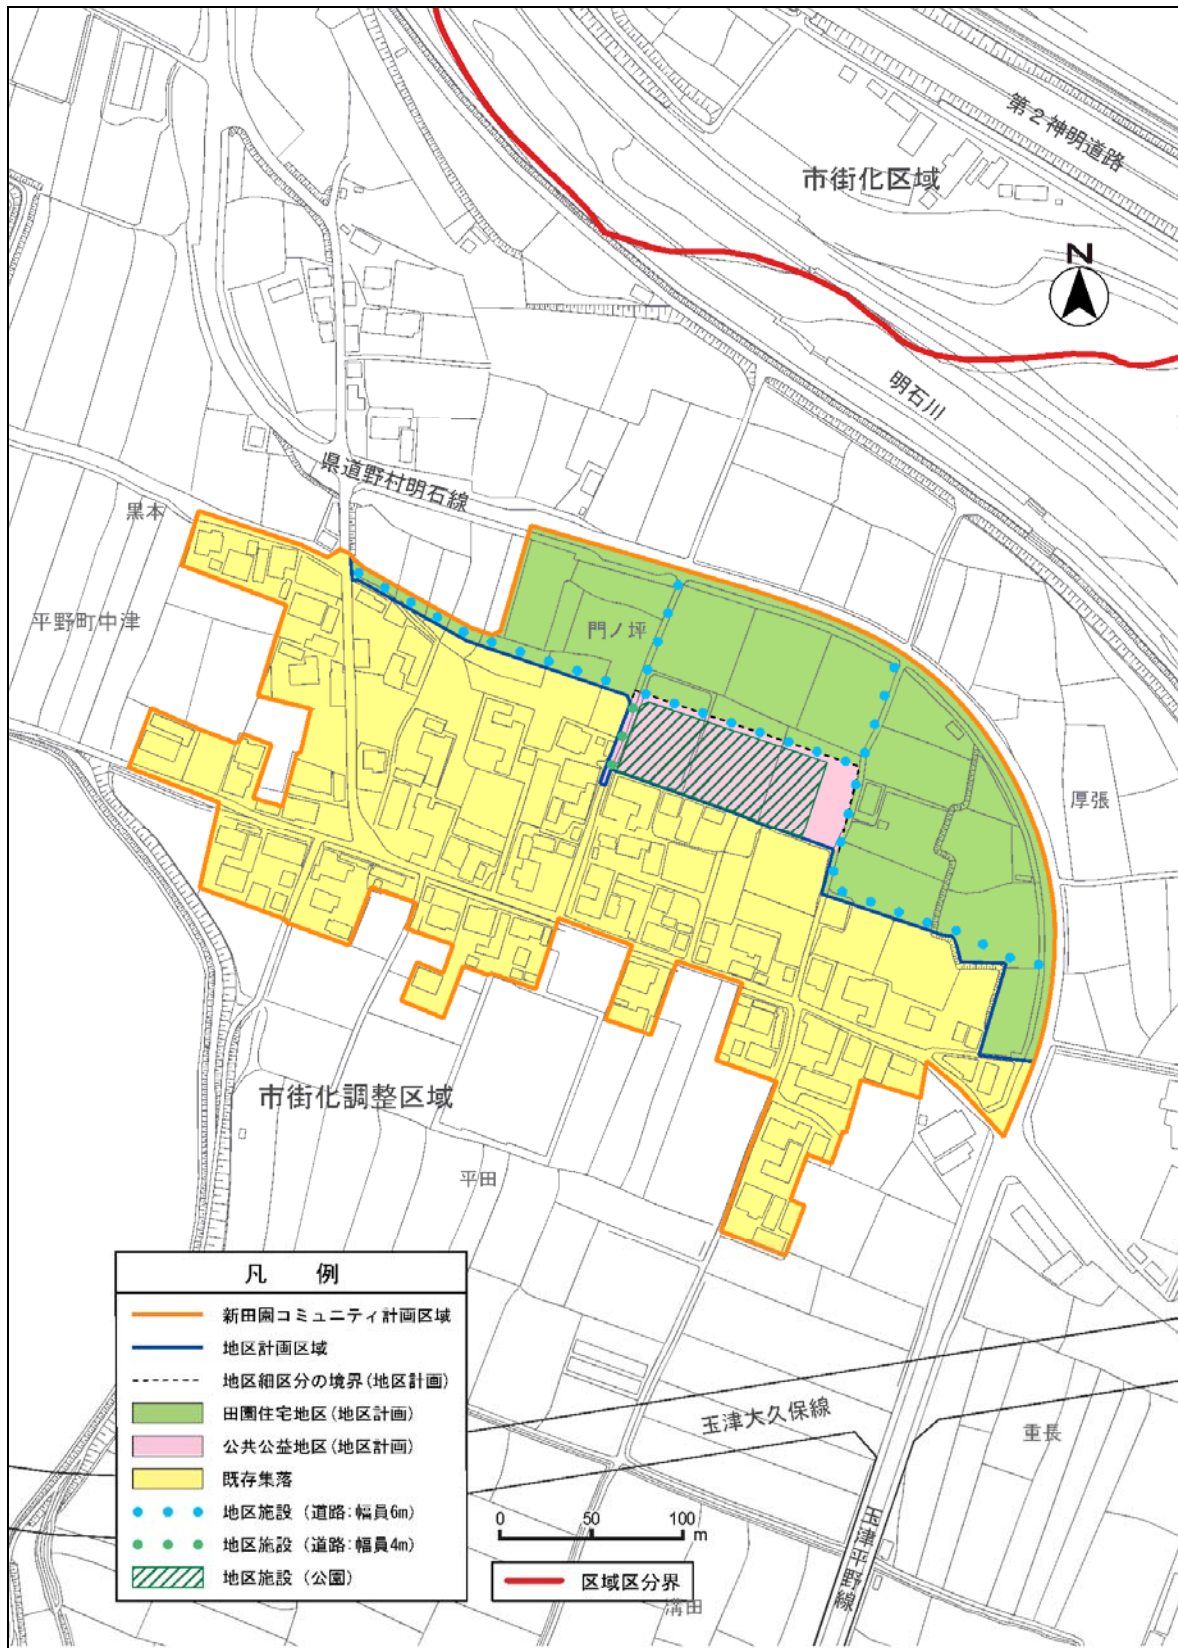 第２神明道路
市街化区域
N
明石川
県道野村明石線
黒本
平野町中津
門ノ坪
厚張
市街化調整区域
平田
凡 例
新田園コミュニティ計画区域
地区計画区域
地区細区分の境界(地区計画)
田園住宅地区(地区計画)
公共公益地区(地区計画)
既存集落
地区施設 (道路:幅員6m)
地区施設 (道路:幅員4m)
地区施設 (公園)
0 50 100
m
区域区分界
玉津大久保線
重長
玉津平野線
溝田